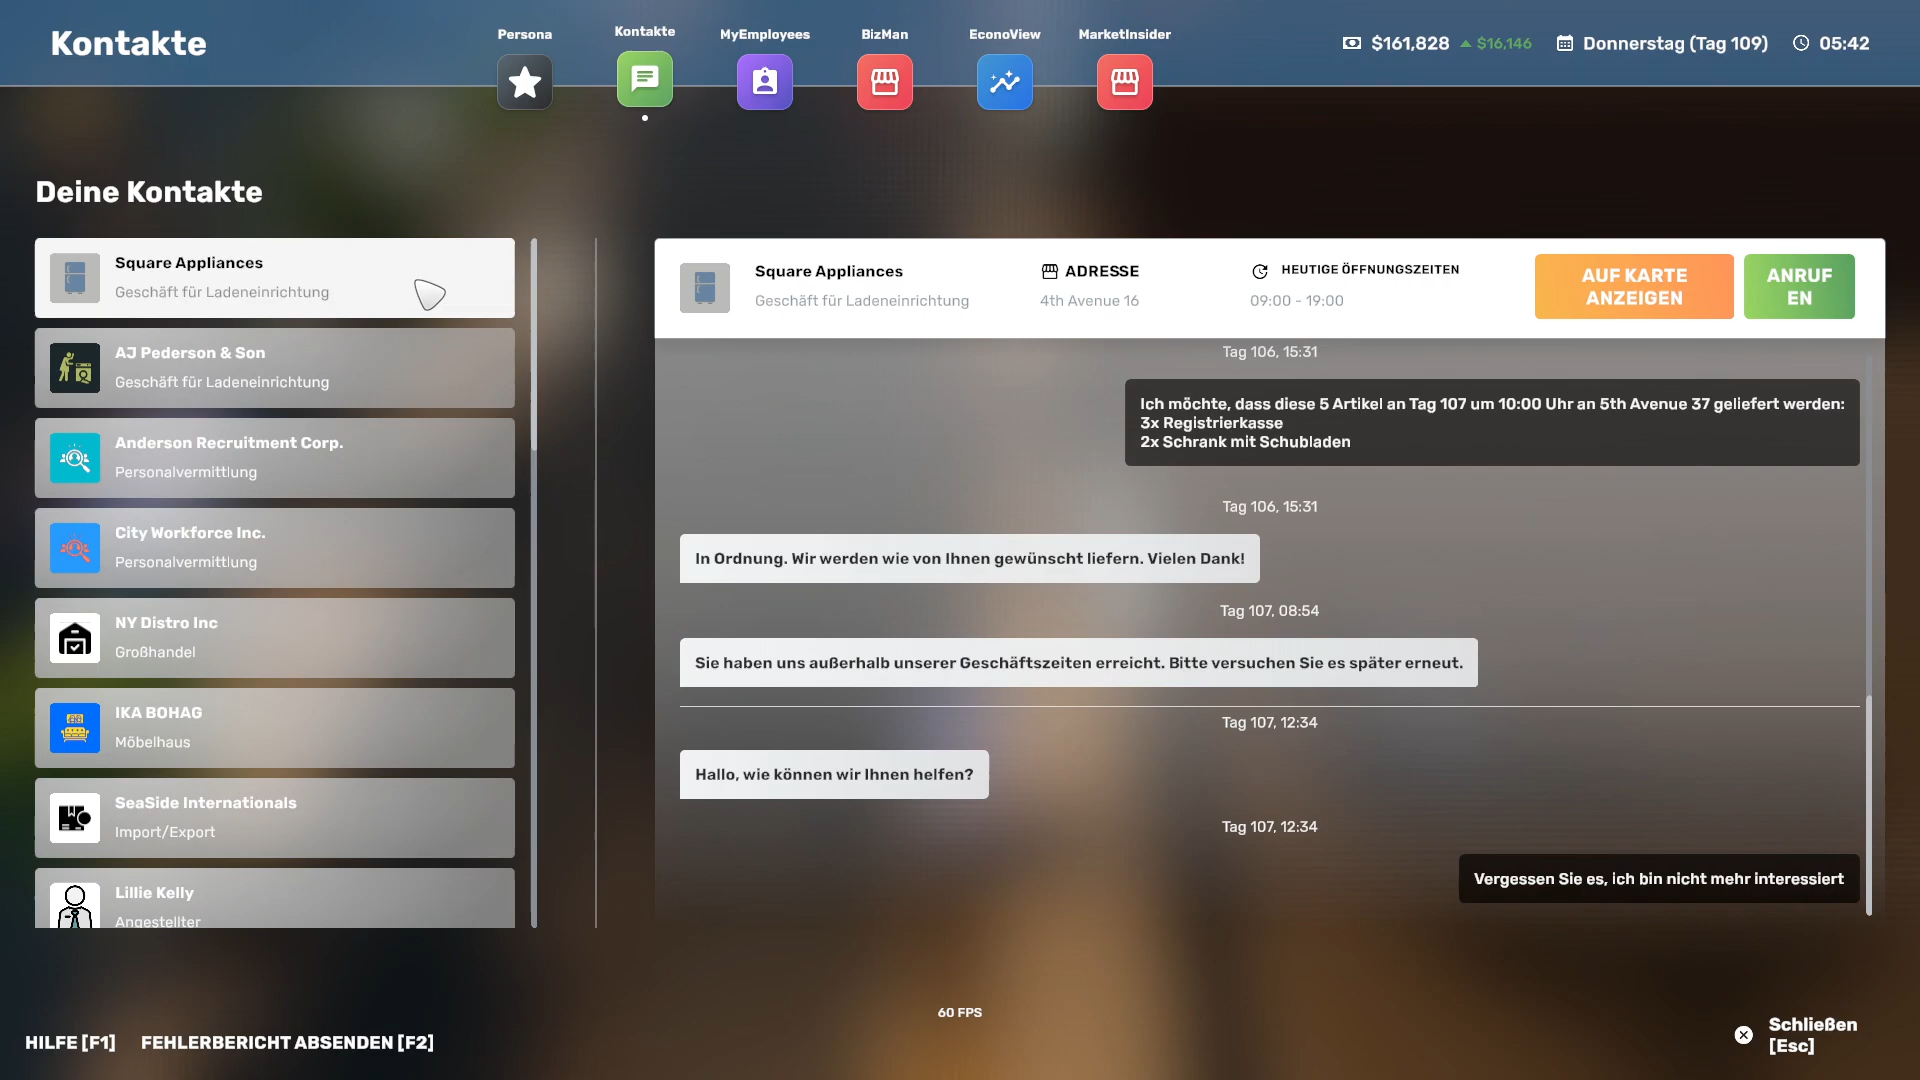 Kontakte
Persona
Kontakte
MyEmployees
BizMan
EconoView
MarketInsider
$161,828
$16,146
Donnerstag (Tag 109)
05:42
Deine Kontakte
Square Appliances
Geschäft für Ladeneinrichtung
AJ Pederson & Son
Geschäft für Ladeneinrichtung
Anderson Recruitment Corp.
Personalvermittlung
City Workforce Inc.
Personalvermittlung
NY Distro Inc
Großhandel
IKA BOHAG
Möbelhaus
SeaSide Internationals
Import/Export
Lillie Kelly
Angestellter
Square Appliances
Geschäft für Ladeneinrichtung
ADRESSE
4th Avenue 16
HEUTIGE ÖFFNUNGSZEITEN
09:00 - 19:00
AUF KARTE
ANZEIGEN
ANRUF
EN
Tag 106, 15:31
Ich möchte, dass diese 5 Artikel an Tag 107 um 10:00 Uhr an 5th Avenue 37 geliefert werden:
3x Registrierkasse
2x Schrank mit Schubladen
Tag 106, 15:31
In Ordnung. Wir werden wie von Ihnen gewünscht liefern. Vielen Dank!
Tag 107, 08:54
Sie haben uns außerhalb unserer Geschäftszeiten erreicht. Bitte versuchen Sie es später erneut.
Tag 107, 12:34
Hallo, wie können wir Ihnen helfen?
Tag 107, 12:34
Vergessen Sie es, ich bin nicht mehr interessiert
60 FPS
HILFE [F1]
FEHLERBERICHT ABSENDEN [F2]
Schließen
[Esc]